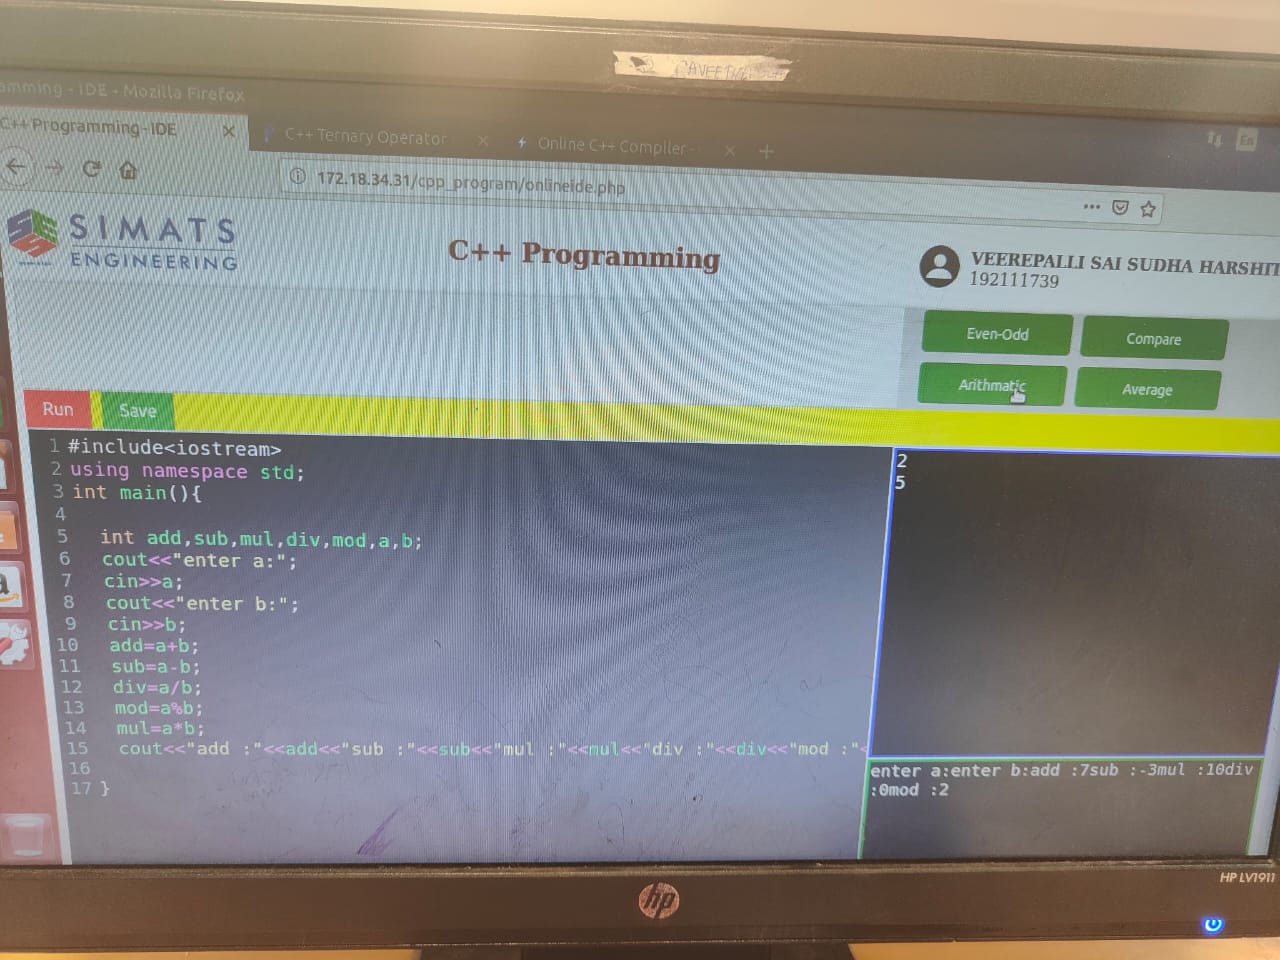 amming - IDE - Mozilla Firefox
C++ Programming - IDE
C++ Ternary Operator
Online C++ Compiler -
En
172.18.34.31/cpp_program/onlineide.php
SIMATS
ENGINEERING
C++ Programming
VEEREPALLI SAI SUDHA HARSHIT
192111739
Even-Odd
Compare
Arithmatic
Average
Run
Save
1 #include<iostream>
2 using namespace std;
3 int main(){
4
5 int add,sub,mul,div,mod,a,b;
6 cout<<"enter a:";
7 cin>>a;
8 cout<<"enter b:";
9 cin>>b;
10 add=a+b;
11 sub=a-b;
12 div=a/b;
13 mod=a%b;
14 mul=a*b;
15 cout<<"add :"<<add<<"sub :"<<sub<<"mul :"<<mul<<"div :"<<div<<"mod :"<
16
17 }
2
5
enter a:enter b:add :7sub :-3mul :10div
:0mod :2
hp
HP LV1911